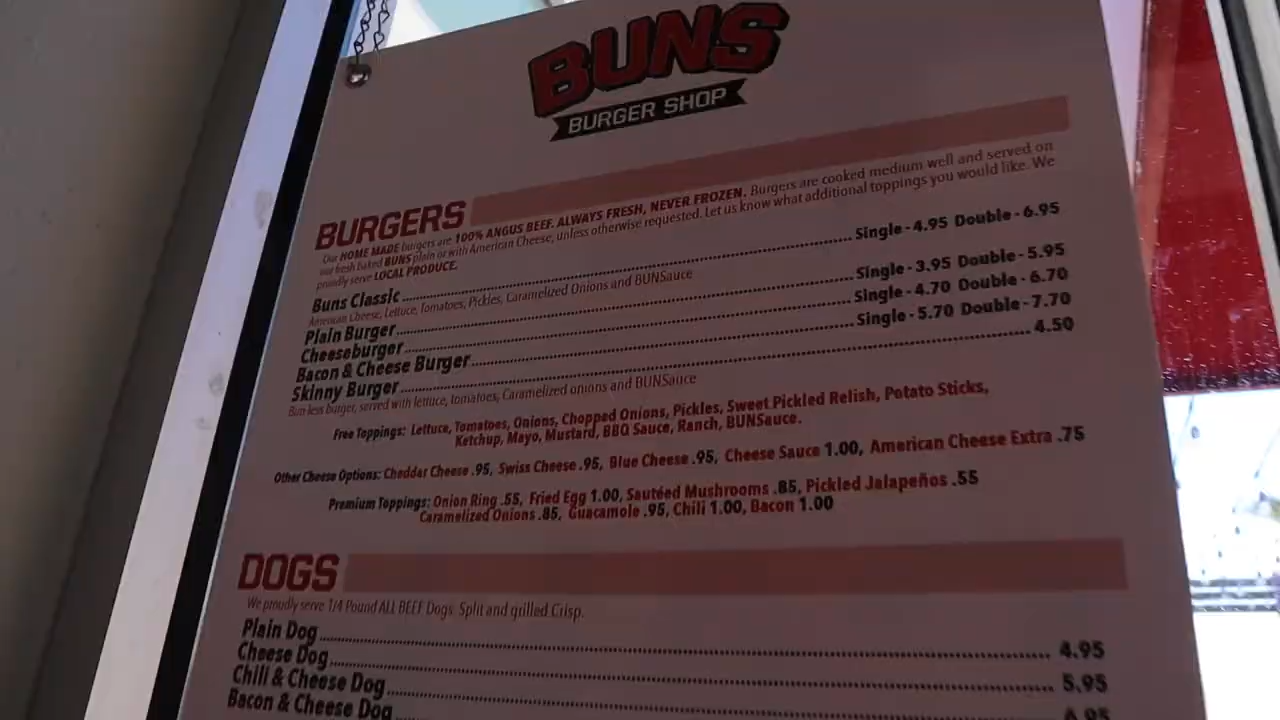 BUNS
BURGER SHOP
BURGERS
Our HOME MADE burgers are 100% ANGUS BEEF. ALWAYS FRESH, NEVER FROZEN. Burgers are cooked medium well and served on
our fresh baked BUNS plain or with American Cheese, unless otherwise requested. Let us know what additional toppings you would like. We
proudly serve LOCAL PRODUCE.
Buns Classic Single - 4.95 Double - 6.95
American Cheese, Lettuce, Tomatoes, Pickles, Caramelized Onions and BUNSauce
Plain Burger Single - 3.95 Double - 5.95
Cheeseburger Single - 4.70 Double - 6.70
Bacon & Cheese Burger Single - 5.70 Double - 7.70
Skinny Burger 4.50
Bun less burger, served with lettuce, tomatoes, Caramelized onions and BUNSauce
Free Toppings: Lettuce, Tomatoes, Onions, Chopped Onions, Pickles, Sweet Pickled Relish, Potato Sticks,
Ketchup, Mayo, Mustard, BBQ Sauce, Ranch, BUNSauce.
Other Cheese Options: Cheddar Cheese .95, Swiss Cheese .95, Blue Cheese .95, Cheese Sauce 1.00, American Cheese Extra .75
Premium Toppings: Onion Ring .55, Fried Egg 1.00, Sautéed Mushrooms .85, Pickled Jalapeños .55
Caramelized Onions .85, Guacamole .95, Chili 1.00, Bacon 1.00
DOGS
We proudly serve 1/4 Pound ALL BEEF Dogs. Split and grilled Crisp.
Plain Dog 4.95
Cheese Dog 5.95
Chili & Cheese Dog 6.95
Bacon & Cheese Dog